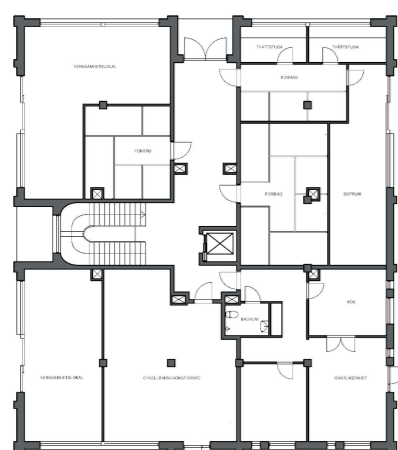 TVÄTTSTUGA
TVÄTTSTUGA
VERKSAMHETSLOKAL
FÖRRÅD
FÖRRÅD
FÖRRÅD
SOPRUM
KÖK
BADRUM
VERKSAMHETSLOKAL
CYKEL-/BARNVAGNSFÖRRÅD
GÄSTLÄGENHET